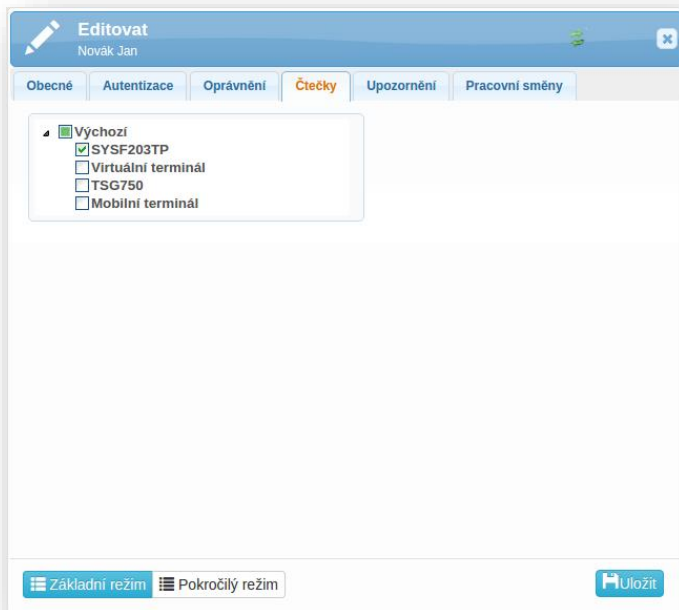 Editovat
Novák Jan
Obecné Autentizace Oprávnění Čtečky Upozornění Pracovní směny
Výchozí
SYSF203TP
Virtuální terminál
TSG750
Mobilní terminál
Základní režim Pokročilý režim Uložit